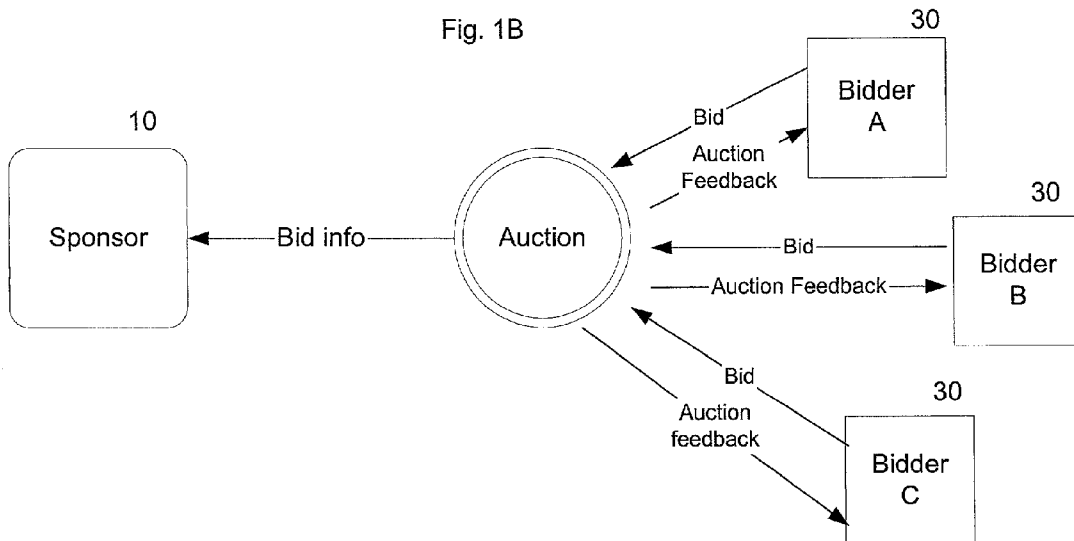 Fig. 1B
30
Bidder
A
Bid
Auction
Feedback
10
Sponsor
Bid info
Auction
30
Bidder
B
Bid
Auction Feedback
30
Bidder
C
Bid
Auction
feedback